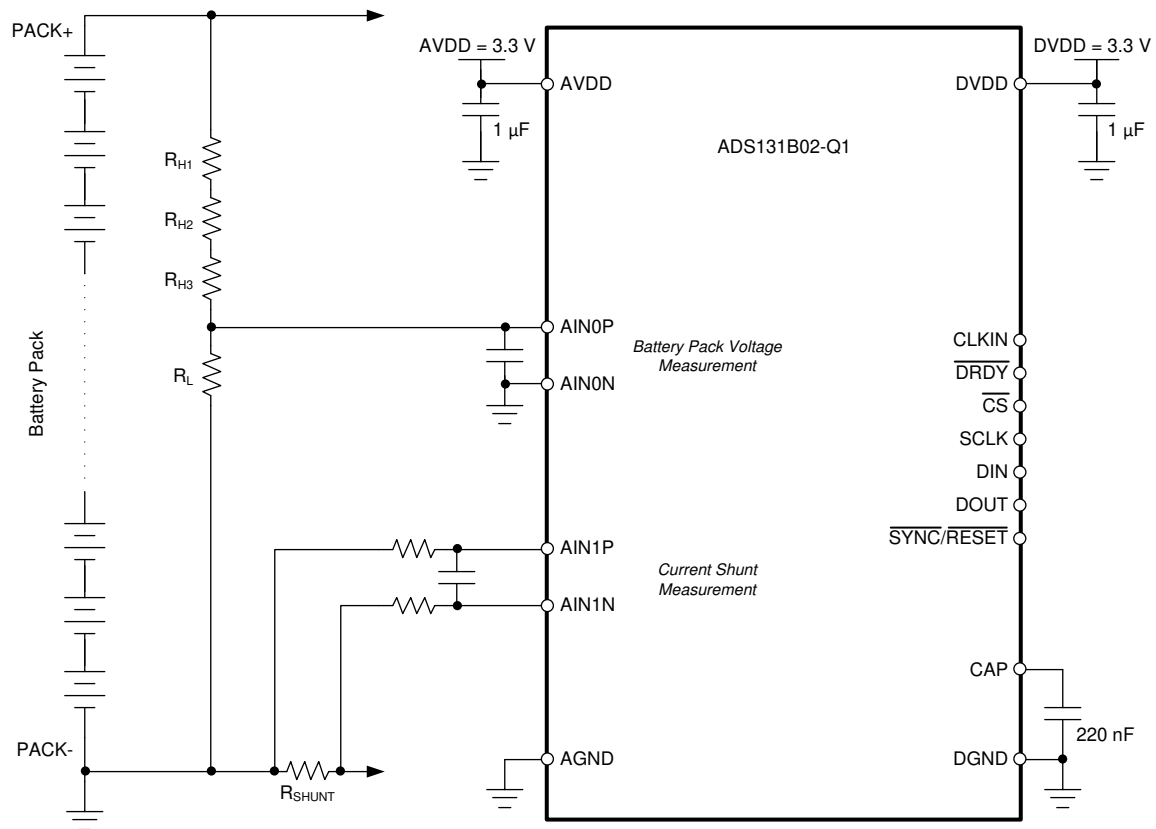 PACK+
AVDD = 3.3 V
DVDD = 3.3 V
AVDD
DVDD
1 µF
1 µF
ADS131B02-Q1
RH1
RH2
RH3
AIN0P
Battery Pack Voltage
Measurement
CLKIN
DRDY
RL
AIN0N
CS
Battery Pack
SCLK
DIN
DOUT
SYNC/RESET
AIN1P
Current Shunt
Measurement
AIN1N
CAP
220 nF
PACK-
AGND
DGND
RSHUNT